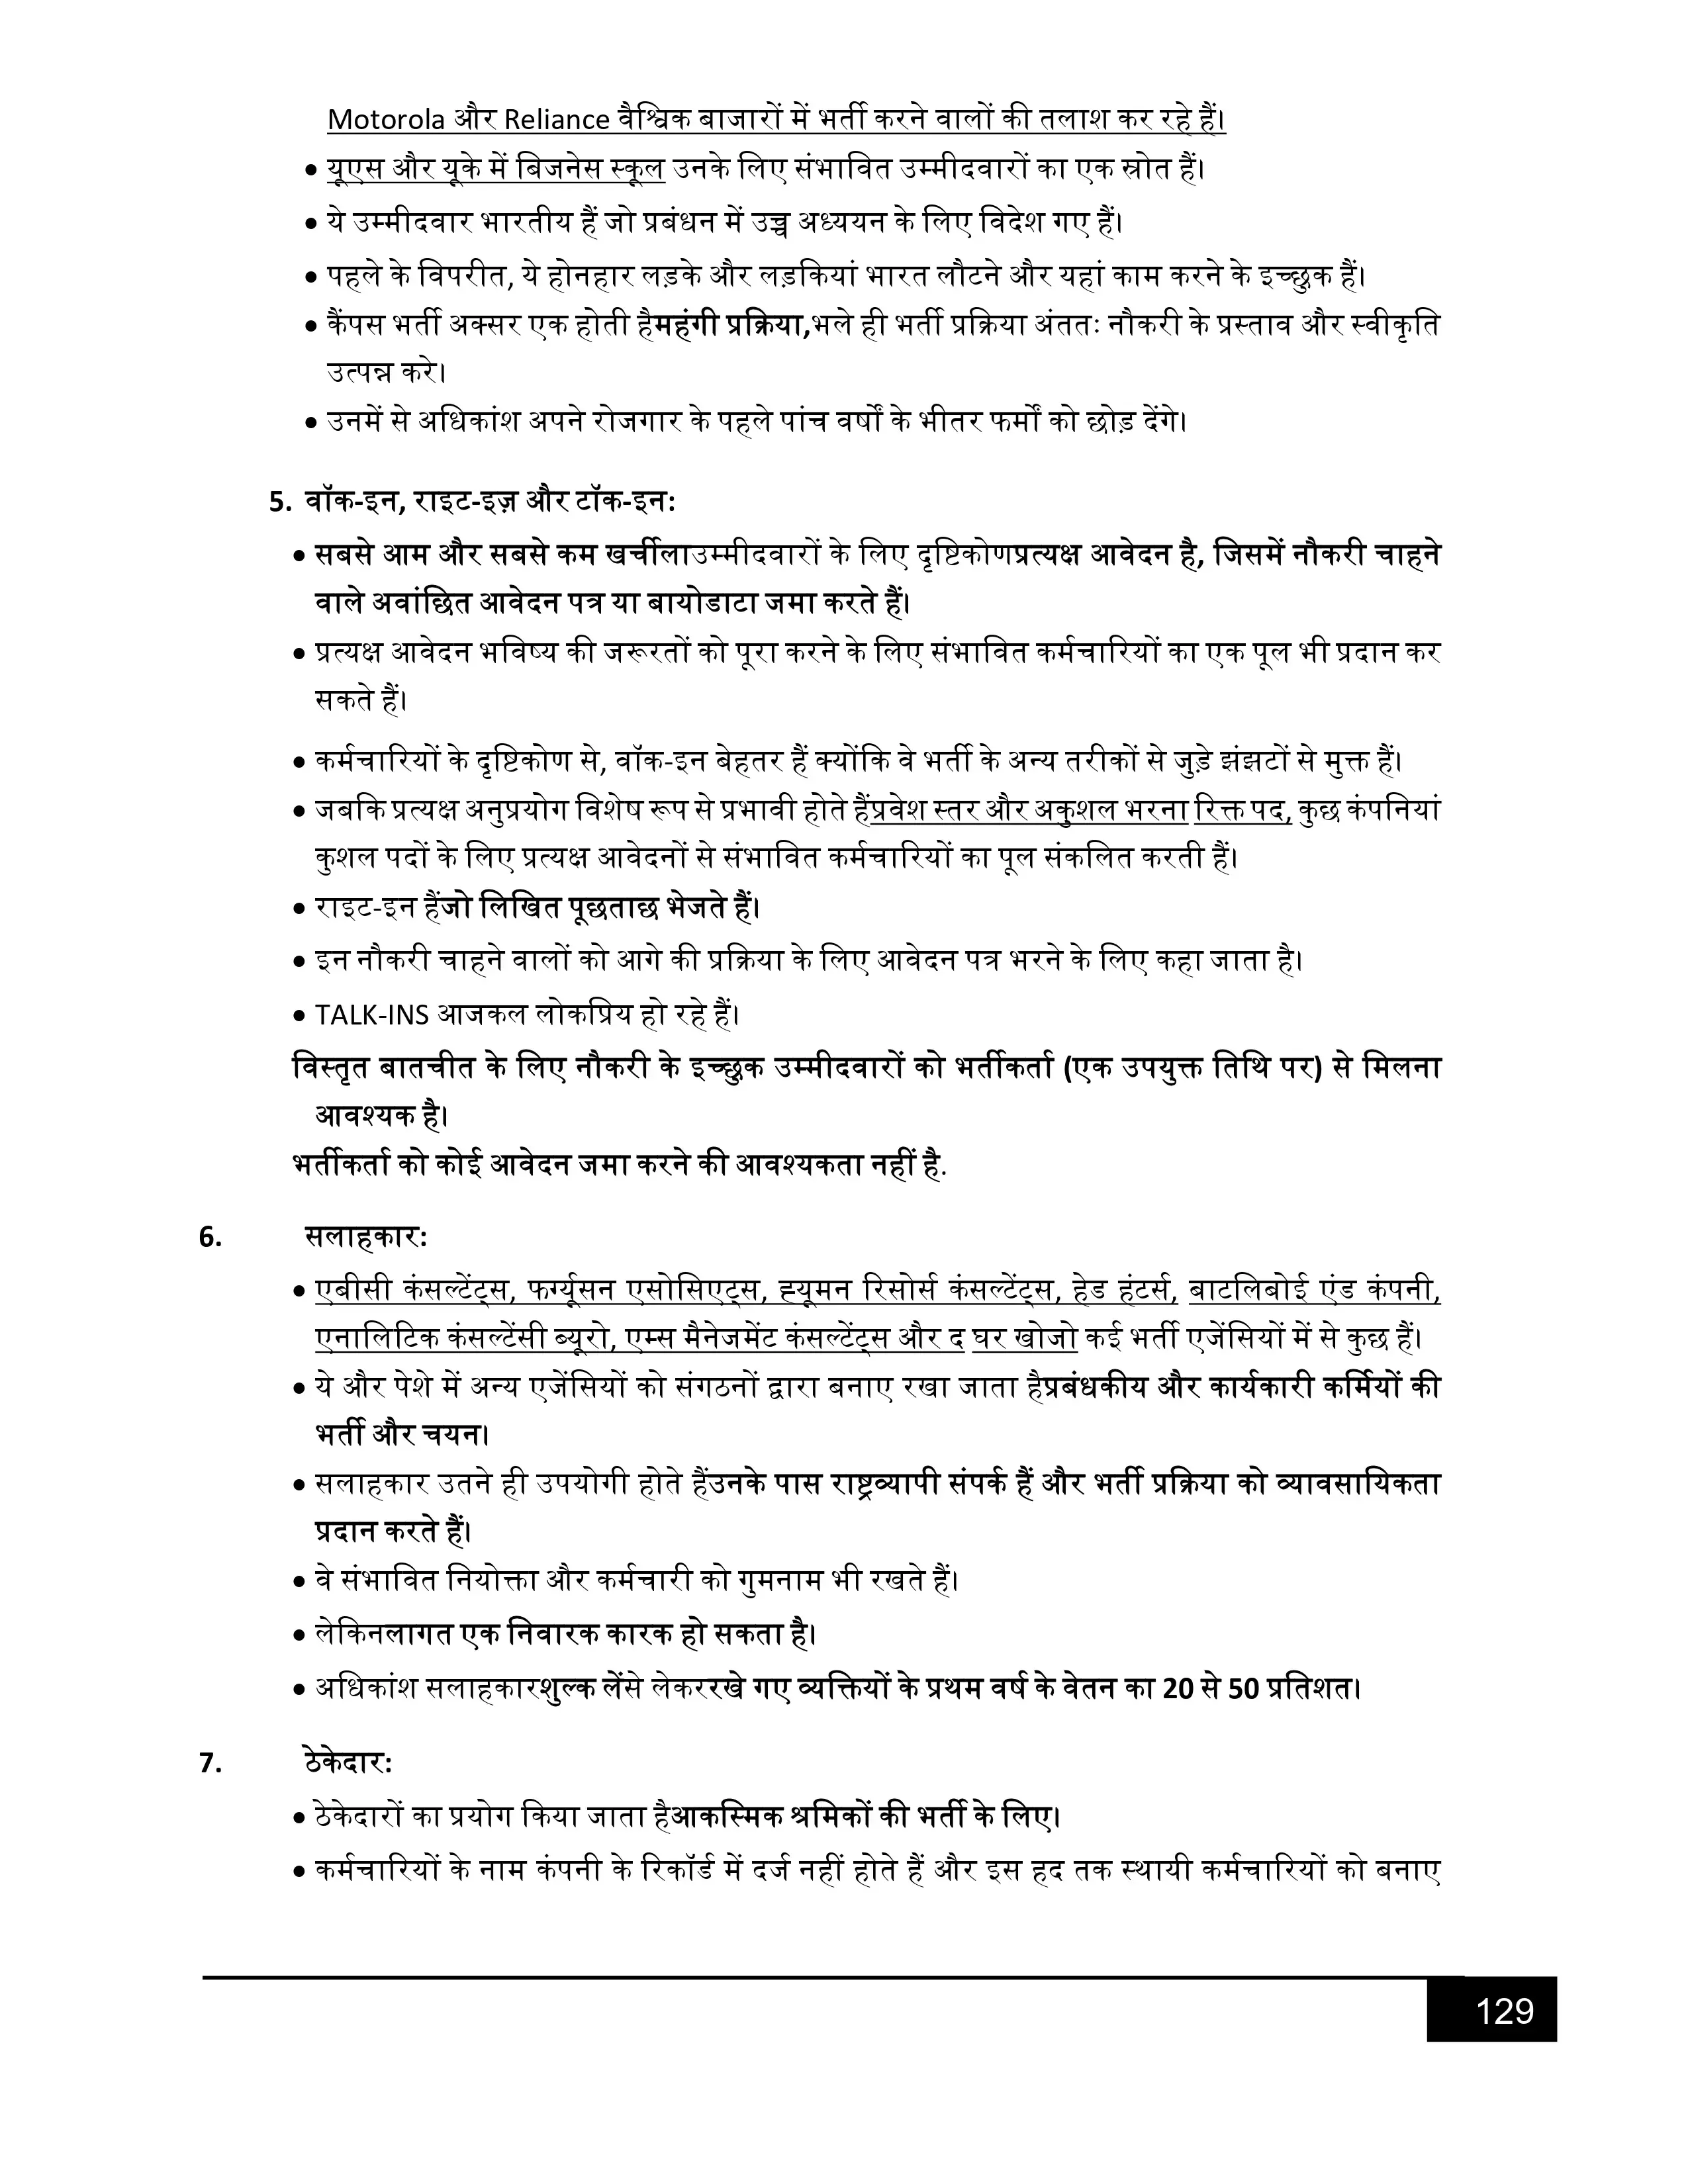 Motorola और Reliance वैश्विक बाजारों में भर्ती करने वालों की तलाश कर रहे हैं।
• यूएस और यूके में बिजनेस स्कूल उनके लिए संभावित उम्मीदवारों का एक स्रोत हैं।
• ये उम्मीदवार भारतीय हैं जो प्रबंधन में उच्च अध्ययन के लिए विदेश गए हैं।
• पहले के विपरीत, ये होनहार लड़के और लड़कियां भारत लौटने और यहां काम करने के इच्छुक हैं।
• कैंपस भर्ती अक्सर एक होती हैमहंगी प्रक्रिया,भले ही भर्ती प्रक्रिया अंततः नौकरी के प्रस्ताव और स्वीकृति
उत्पन्न करे।
• उनमें से अधिकांश अपने रोजगार के पहले पांच वर्षों के भीतर फर्मों को छोड़ देंगे।
5. वॉक-इन, राइट-इज़ और टॉक-इन:
• सबसे आम और सबसे कम खर्चीलाउम्मीदवारों के लिए दृष्टिकोणप्रत्यक्ष आवेदन है, जिसमें नौकरी चाहने
वाले अवांछित आवेदन पत्र या बायोडाटा जमा करते हैं।
• प्रत्यक्ष आवेदन भविष्य की जरूरतों को पूरा करने के लिए संभावित कर्मचारियों का एक पूल भी प्रदान कर
सकते हैं।
• कर्मचारियों के दृष्टिकोण से, वॉक-इन बेहतर हैं क्योंकि वे भर्ती के अन्य तरीकों से जुड़े झंझटों से मुक्त हैं।
• जबकि प्रत्यक्ष अनुप्रयोग विशेष रूप से प्रभावी होते हैंप्रवेश स्तर और अकुशल भरना रिक्त पद, कुछ कंपनियां
कुशल पदों के लिए प्रत्यक्ष आवेदनों से संभावित कर्मचारियों का पूल संकलित करती हैं।
• राइट-इन हैंजो लिखित पूछताछ भेजते हैं।
• इन नौकरी चाहने वालों को आगे की प्रक्रिया के लिए आवेदन पत्र भरने के लिए कहा जाता है।
• TALK-INS आजकल लोकप्रिय हो रहे हैं।
विस्तृत बातचीत के लिए नौकरी के इच्छुक उम्मीदवारों को भर्तीकर्ता (एक उपयुक्त तिथि पर) से मिलना
आवश्यक है।
भर्तीकर्ता को कोई आवेदन जमा करने की आवश्यकता नहीं है.
6. सलाहकार:
• एबीसी कंसल्टेंट्स, फर्ग्यूसन एसोसिएट्स, ह्यूमन रिसोर्स कंसल्टेंट्स, हेड हंटर्स, बाटलिबोई एंड कंपनी,
एनालिटिक कंसल्टेंसी ब्यूरो, एम्स मैनेजमेंट कंसल्टेंट्स और द घर खोजो कई भर्ती एजेंसियों में से कुछ हैं।
• ये और पेशे में अन्य एजेंसियों को संगठनों द्वारा बनाए रखा जाता हैप्रबंधकीय और कार्यकारी कर्मियों की
भर्ती और चयन।
• सलाहकार उतने ही उपयोगी होते हैंउनके पास राष्ट्रव्यापी संपर्क हैं और भर्ती प्रक्रिया को व्यावसायिकता
प्रदान करते हैं।
• वे संभावित नियोक्ता और कर्मचारी को गुमनाम भी रखते हैं।
• लेकिनलागत एक निवारक कारक हो सकता है।
• अधिकांश सलाहकारशुल्क लेंसे लेकररखे गए व्यक्तियों के प्रथम वर्ष के वेतन का 20 से 50 प्रतिशत।
7. ठेकेदार:
• ठेकेदारों का प्रयोग किया जाता हैआकस्मिक श्रमिकों की भर्ती के लिए।
• कर्मचारियों के नाम कंपनी के रिकॉर्ड में दर्ज नहीं होते हैं और इस हद तक स्थायी कर्मचारियों को बनाए
129